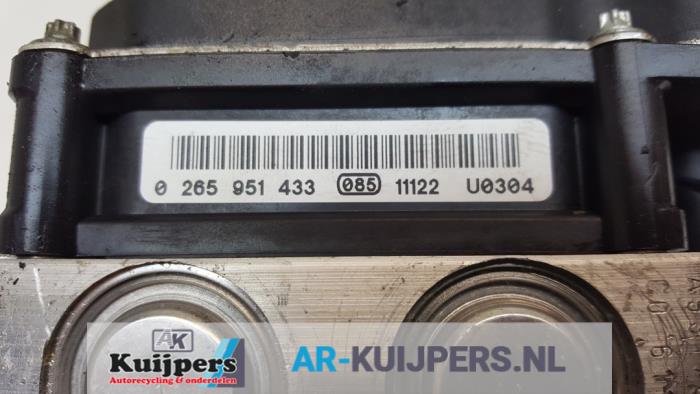 0 265 951 433 085 11122 U0304
AK
Kuijpers
Autorecycling & onderdelen
AR-KUIJPERS.NL